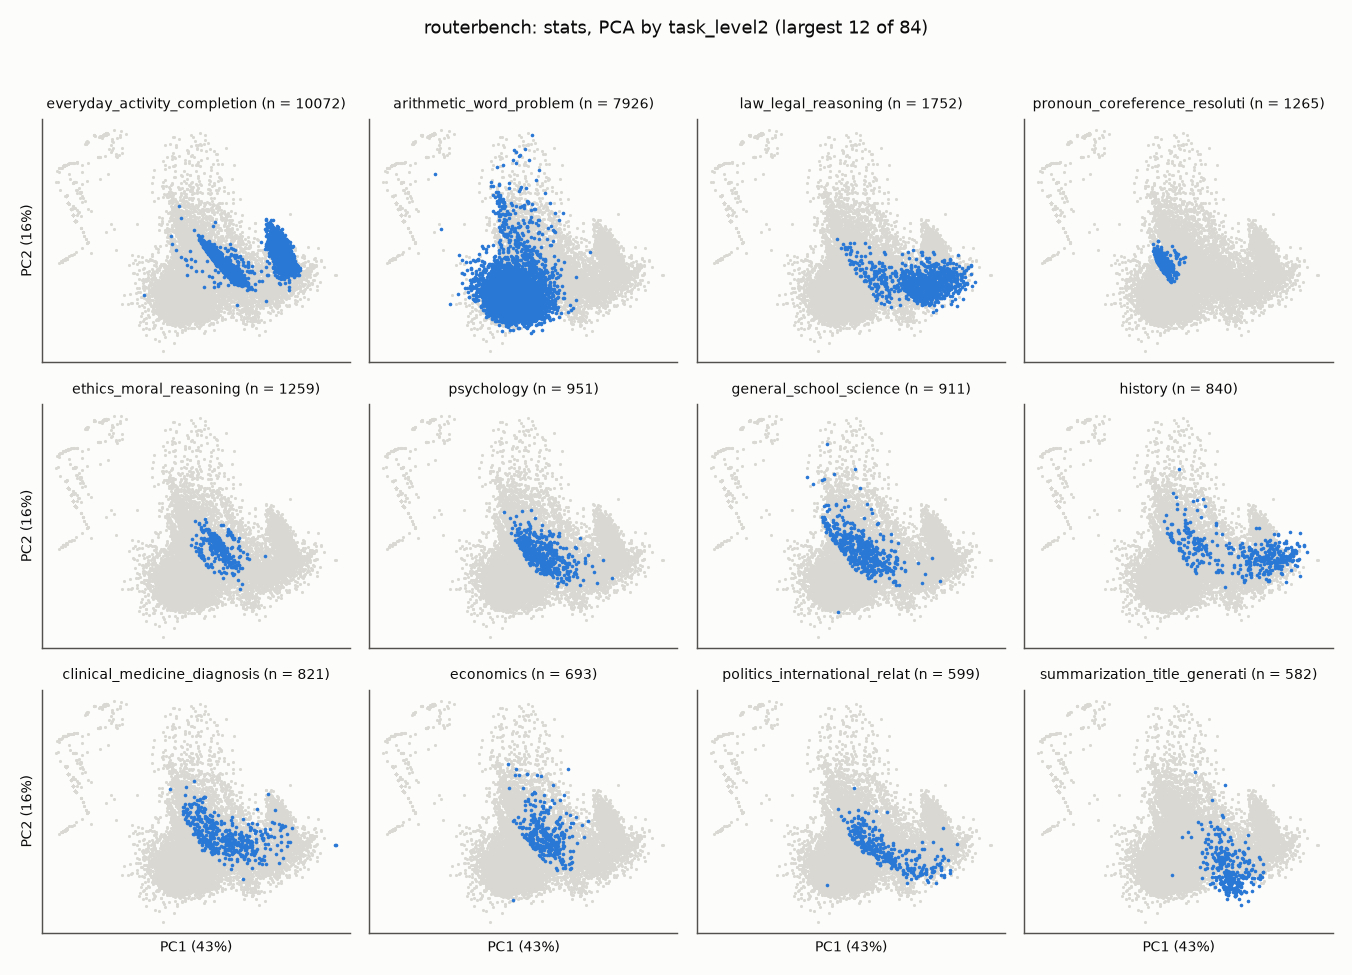 routerbench: stats, PCA by task_level2 (largest 12 of 84)
everyday_activity_completion (n = 10072)
arithmetic_word_problem (n = 7926)
law_legal_reasoning (n = 1752)
pronoun_coreference_resoluti (n = 1265)
PC2 (16%)
ethics_moral_reasoning (n = 1259)
psychology (n = 951)
general_school_science (n = 911)
history (n = 840)
PC2 (16%)
clinical_medicine_diagnosis (n = 821)
economics (n = 693)
politics_international_relat (n = 599)
summarization_title_generati (n = 582)
PC2 (16%)
PC1 (43%)
PC1 (43%)
PC1 (43%)
PC1 (43%)